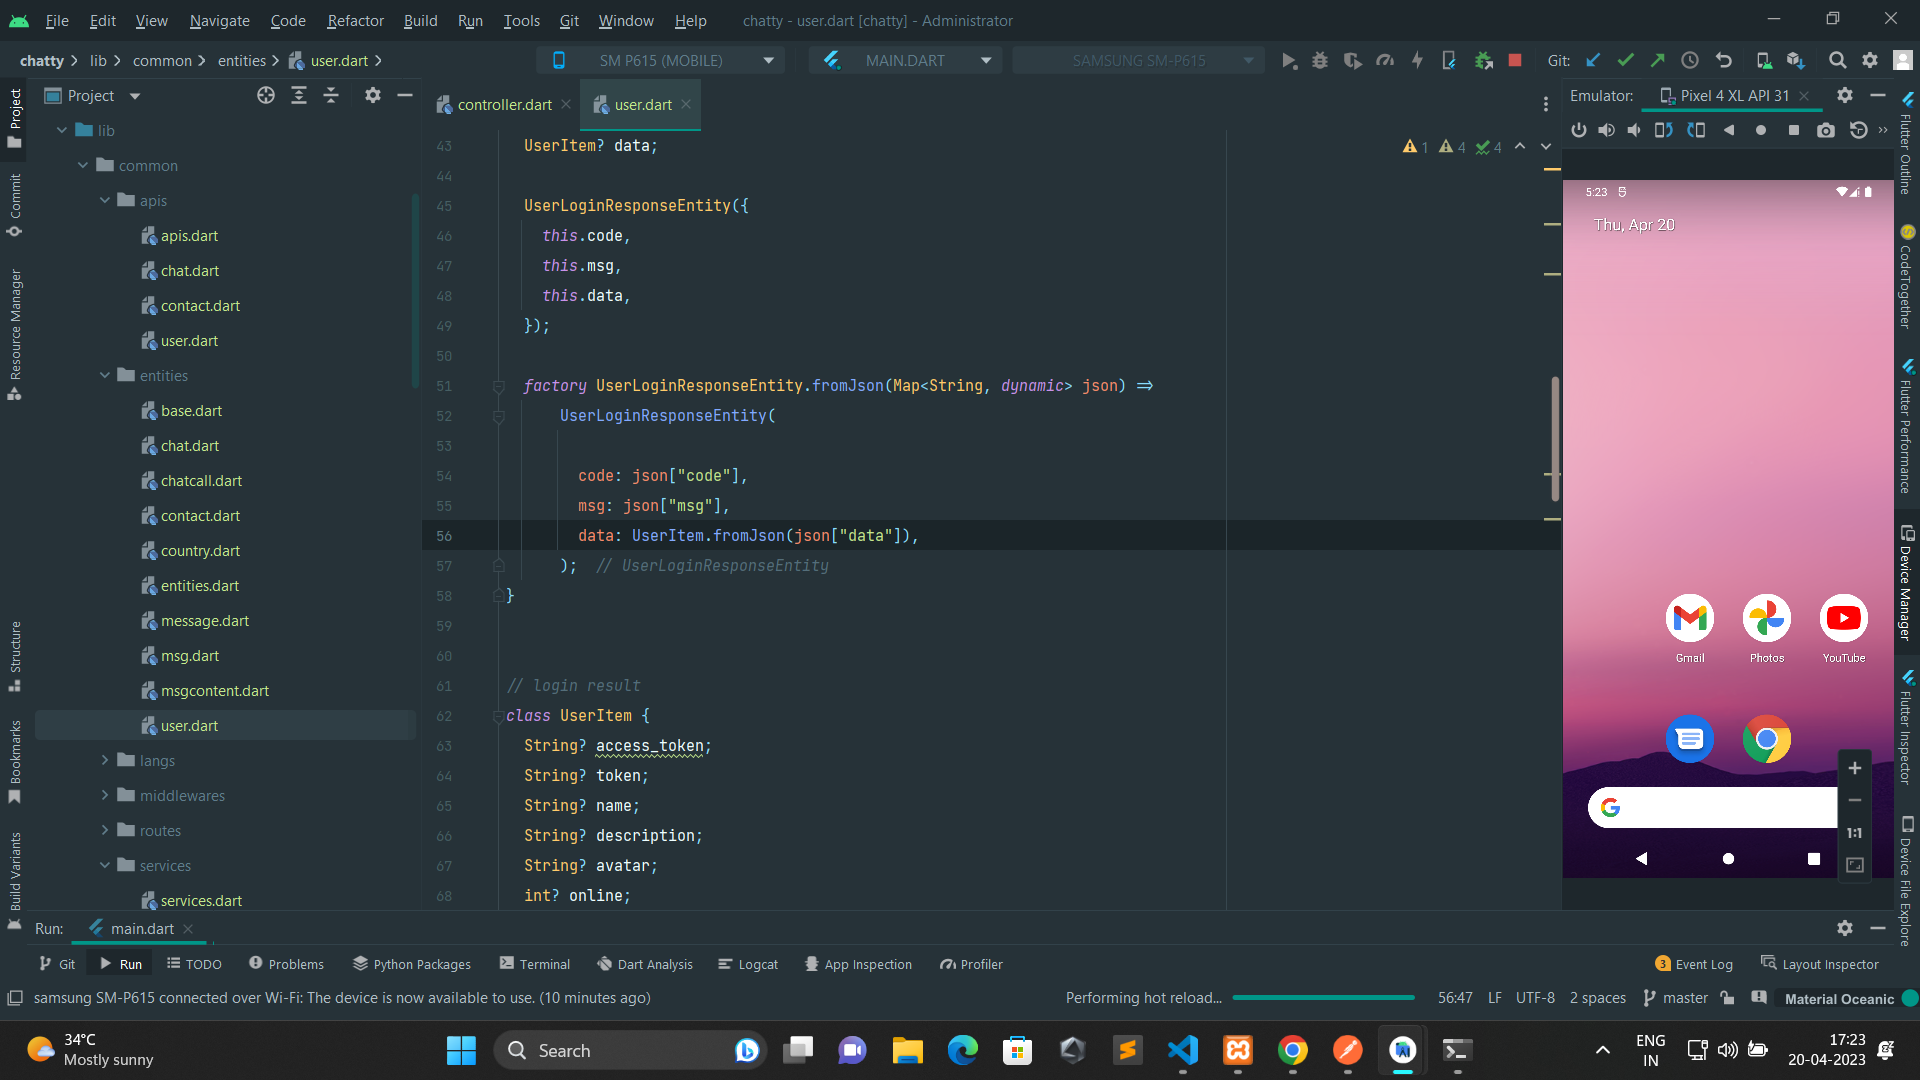 File Edit View Navigate Code Refactor Build Run Tools Git Window Help chatty - user.dart [chatty] - Administrator
chatty lib common entities user.dart SM P615 (MOBILE) MAIN.DART SAMSUNG SM-P615 Git:
Project controller.dart user.dart Emulator: Pixel 4 XL API 31
Project
Commit
Resource Manager
Structure
Bookmarks
Build Variants
lib
common
apis
apis.dart
chat.dart
contact.dart
user.dart
entities
base.dart
chat.dart
chatcall.dart
contact.dart
country.dart
entities.dart
message.dart
msg.dart
msgcontent.dart
user.dart
langs
middlewares
routes
services
services.dart
1 4 4
43 UserItem? data;
44
45 UserLoginResponseEntity({
46 this.code,
47 this.msg,
48 this.data,
49 });
50
51 factory UserLoginResponseEntity.fromJson(Map<String, dynamic> json) =>
52 UserLoginResponseEntity(
53
54 code: json["code"],
55 msg: json["msg"],
56 data: UserItem.fromJson(json["data"]),
57 ); // UserLoginResponseEntity
58 }
59
60
61 // login result
62 class UserItem {
63 String? access_token;
64 String? token;
65 String? name;
66 String? description;
67 String? avatar;
68 int? online;
5:23
Thu, Apr 20
Gmail Photos YouTube
1:1
Flutter Outline
CodeTogether
Flutter Performance
Device Manager
Flutter Inspector
Device File Explore
Run: main.dart
Git Run TODO Problems Python Packages Terminal Dart Analysis Logcat App Inspection Profiler 3 Event Log Layout Inspector
samsung SM-P615 connected over Wi-Fi: The device is now available to use. (10 minutes ago) Performing hot reload... 56:47 LF UTF-8 2 spaces master Material Oceanic
34°C
Mostly sunny
Search
ENG
IN
17:23
20-04-2023